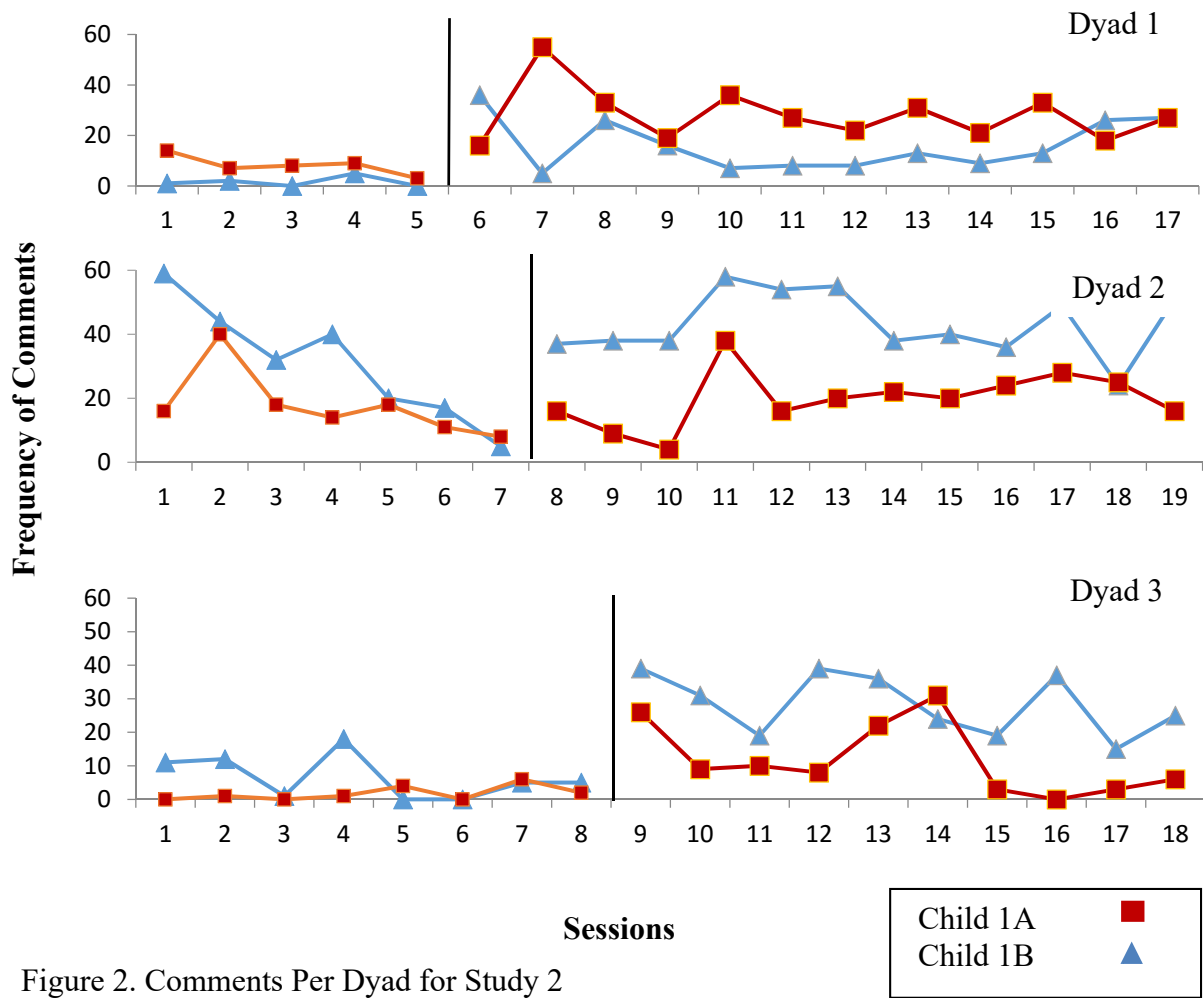 Dyad 1
60
40
20
0
1 2 3 4 5 6 7 8 9 10 11 12 13 14 15 16 17
Frequency of Comments
Dyad 2
60
40
20
0
1 2 3 4 5 6 7 8 9 10 11 12 13 14 15 16 17 18 19
Dyad 3
60
50
40
30
20
10
0
1 2 3 4 5 6 7 8 9 10 11 12 13 14 15 16 17 18
Sessions
Child 1A
Child 1B
Figure 2. Comments Per Dyad for Study 2